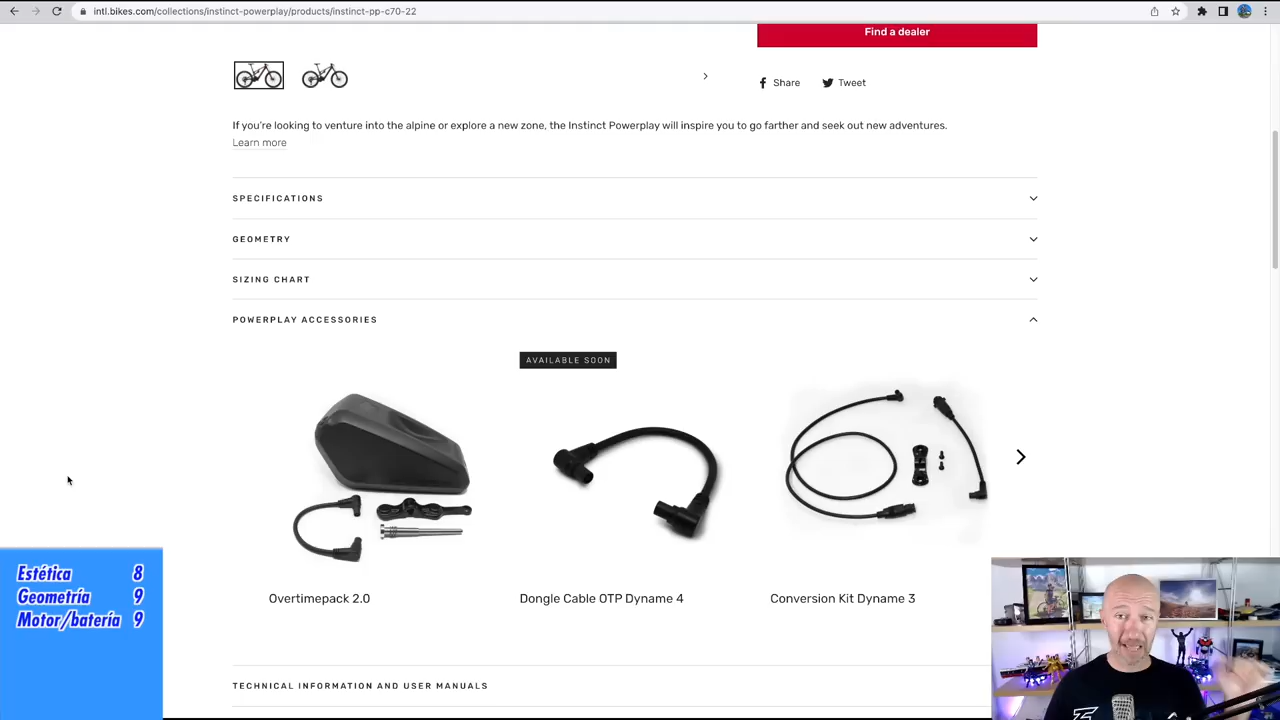 intl.bikes.com/collections/instinct-powerplay/products/instinct-pp-c70-22
Find a dealer
Share
Tweet
If you're looking to venture into the alpine or explore a new zone, the Instinct Powerplay will inspire you to go farther and seek out new adventures.
Learn more
SPECIFICATIONS
GEOMETRY
SIZING CHART
POWERPLAY ACCESSORIES
AVAILABLE SOON
Overtimepack 2.0
Dongle Cable OTP Dyname 4
Conversion Kit Dyname 3
TECHNICAL INFORMATION AND USER MANUALS
Estética 8
Geometría 9
Motor/batería 9